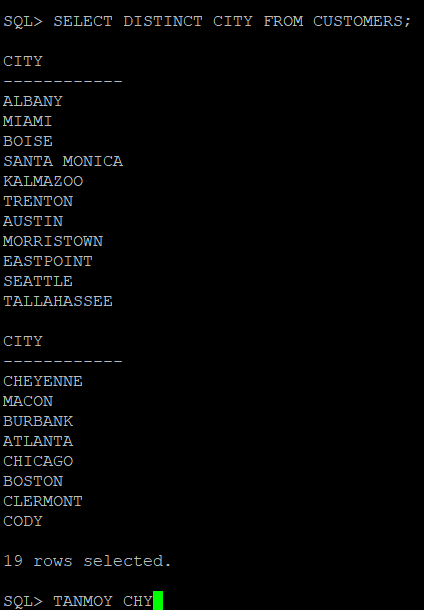 SQL> SELECT DISTINCT CITY FROM CUSTOMERS;
CITY
------------
ALBANY
MIAMI
BOISE
SANTA MONICA
KALMAZOO
TRENTON
AUSTIN
MORRISTOWN
EASTPOINT
SEATTLE
TALLAHASSEE
CITY
------------
CHEYENNE
MACON
BURBANK
ATLANTA
CHICAGO
BOSTON
CLERMONT
CODY
19 rows selected.
SQL> TANMOY CHY